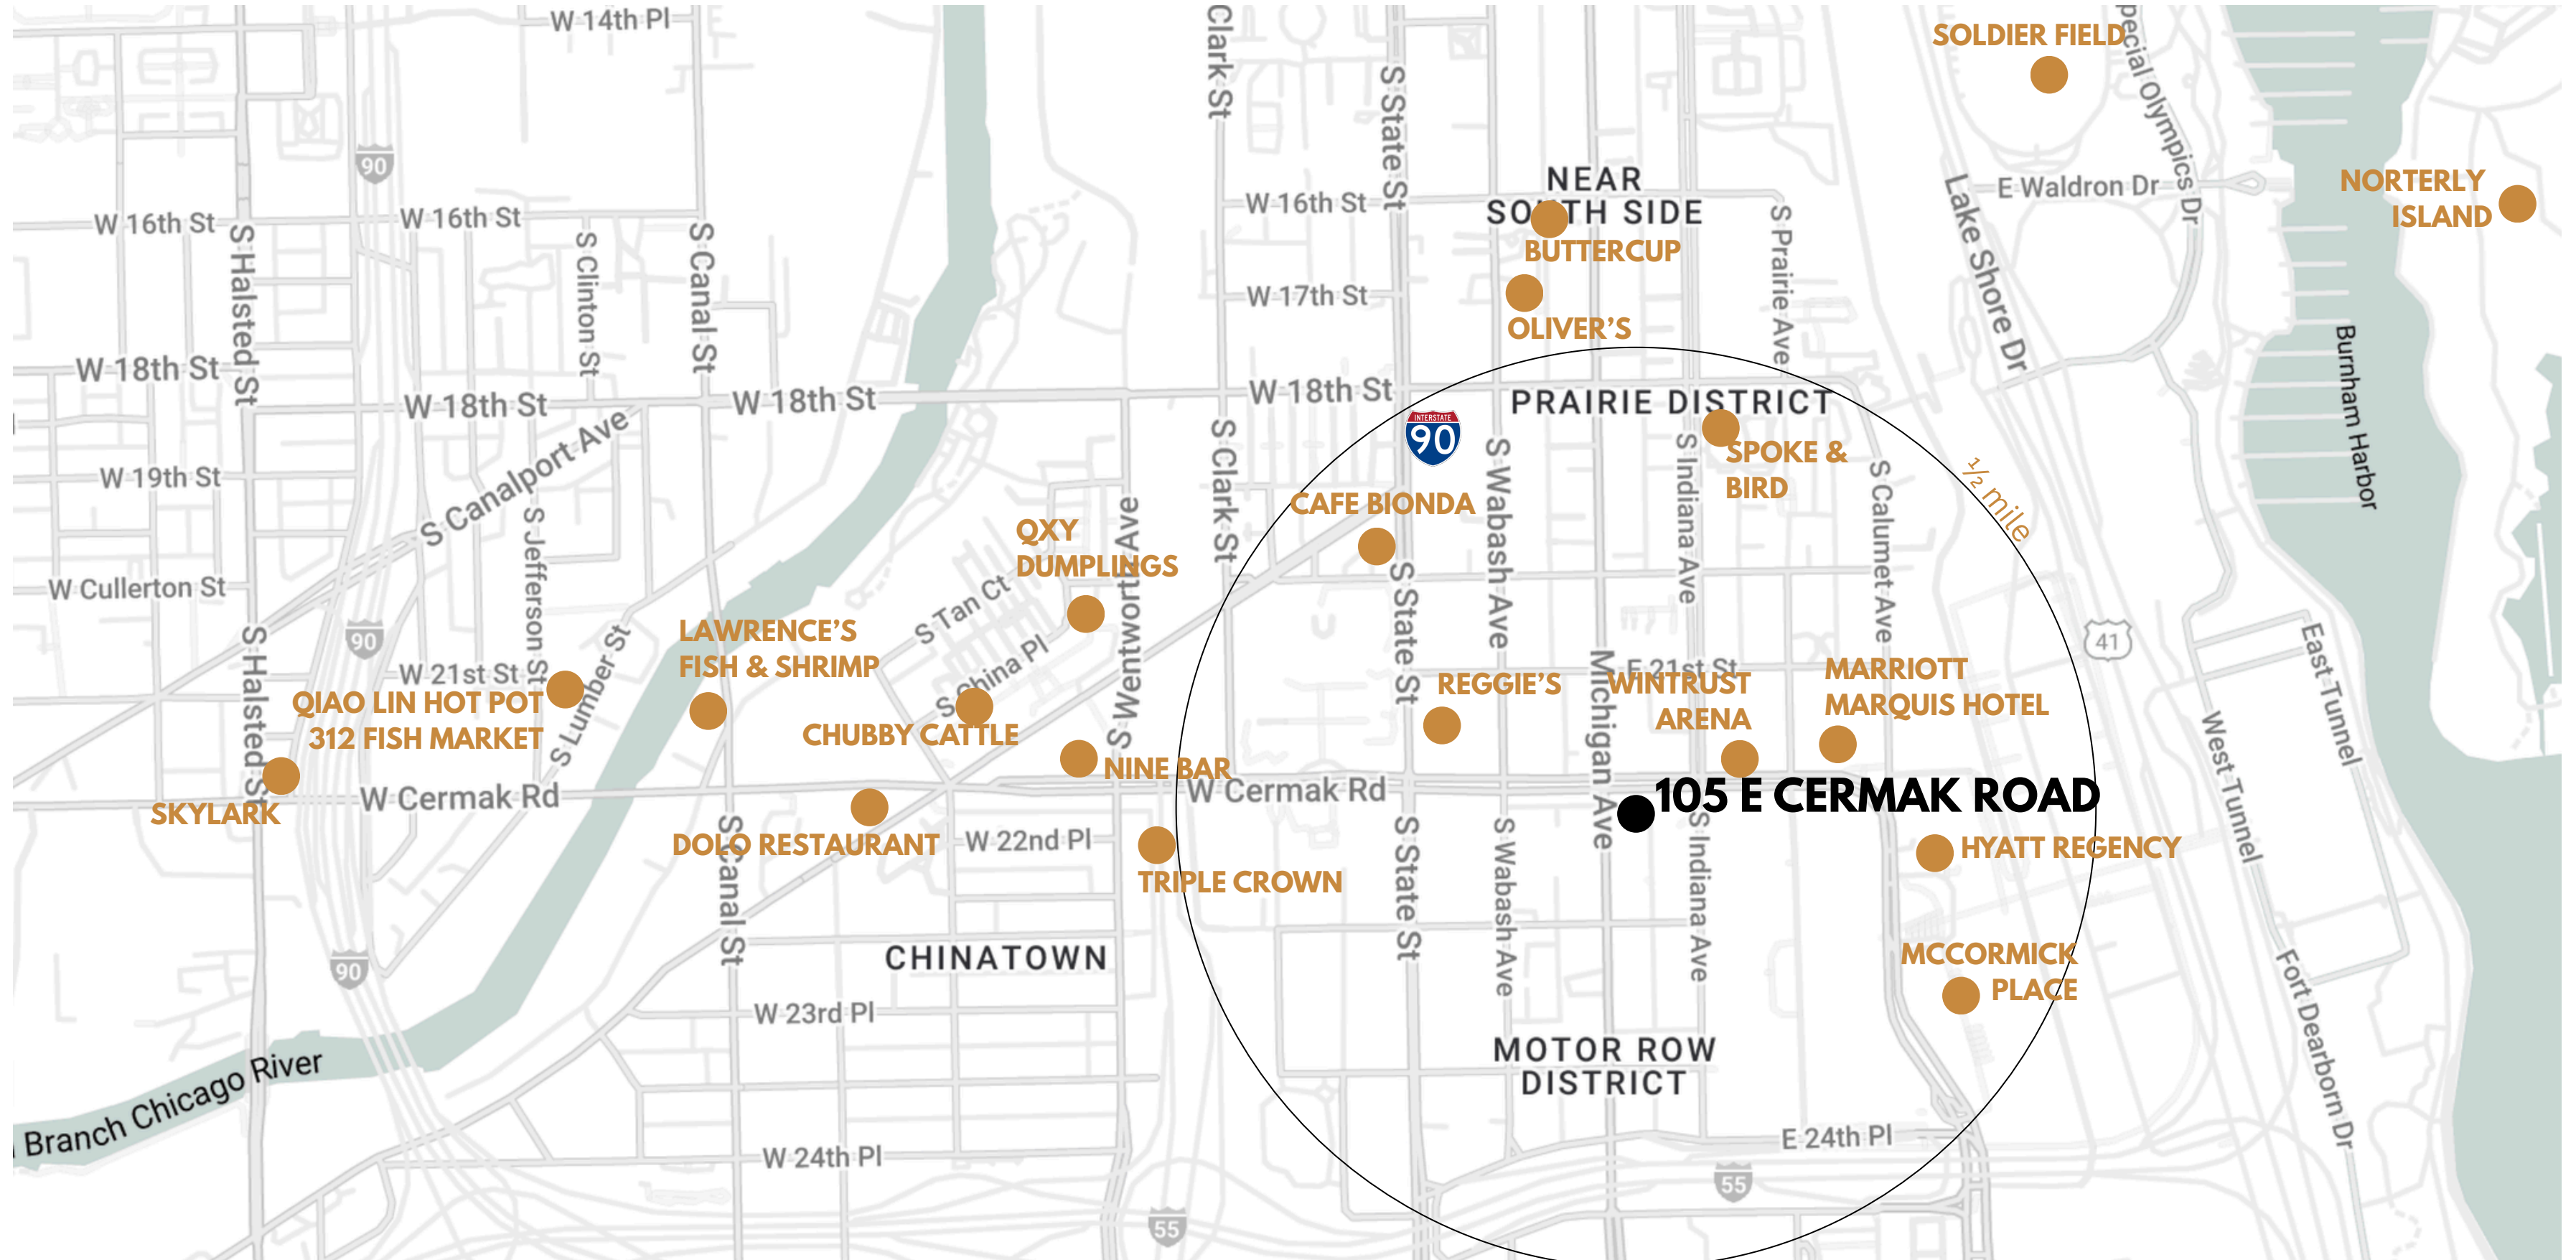 W 14th Pl
Clark St
S State St
SOLDIER FIELD
pecial Olympics Dr
90
NEAR
SOUTH SIDE
W 16th St
W 16th St
W 16th St
E Waldron Dr
NORTERLY
ISLAND
BUTTERCUP
S Halsted St
S Clinton St
S Canal St
S Prairie Ave
Lake Shore Dr
W 17th St
OLIVER'S
W 18th St
W 18th St
W 18th St
W 18th St
PRAIRIE DISTRICT
Burnham Harbor
INTERSTATE
90
SPOKE &
BIRD
W 19th St
S Canalport Ave
S Clark St
S Wabash Ave
S Indiana Ave
S Calumet Ave
½ mile
CAFE BIONDA
QXY
DUMPLINGS
S Wentworth Ave
S Jefferson St
W Cullerton St
S Tan Ct
S State St
90
41
S Halsted St
S Lumber St
LAWRENCE'S
FISH & SHRIMP
S China Pl
East Tunnel
W 21st St
E 21st St
QIAO LIN HOT POT
312 FISH MARKET
CHUBBY CATTLE
REGGIE'S
Michigan Ave
WINTRUST
ARENA
MARRIOTT
MARQUIS HOTEL
West Tunnel
SKYLARK
W Cermak Rd
NINE BAR
W Cermak Rd
105 E CERMAK ROAD
DOLO RESTAURANT
W 22nd Pl
S Canal St
S State St
S Wabash Ave
S Indiana Ave
HYATT REGENCY
TRIPLE CROWN
CHINATOWN
90
MCCORMICK
PLACE
Fort Dearborn Dr
W 23rd Pl
MOTOR ROW
DISTRICT
Branch Chicago River
W 24th Pl
E 24th Pl
55
55